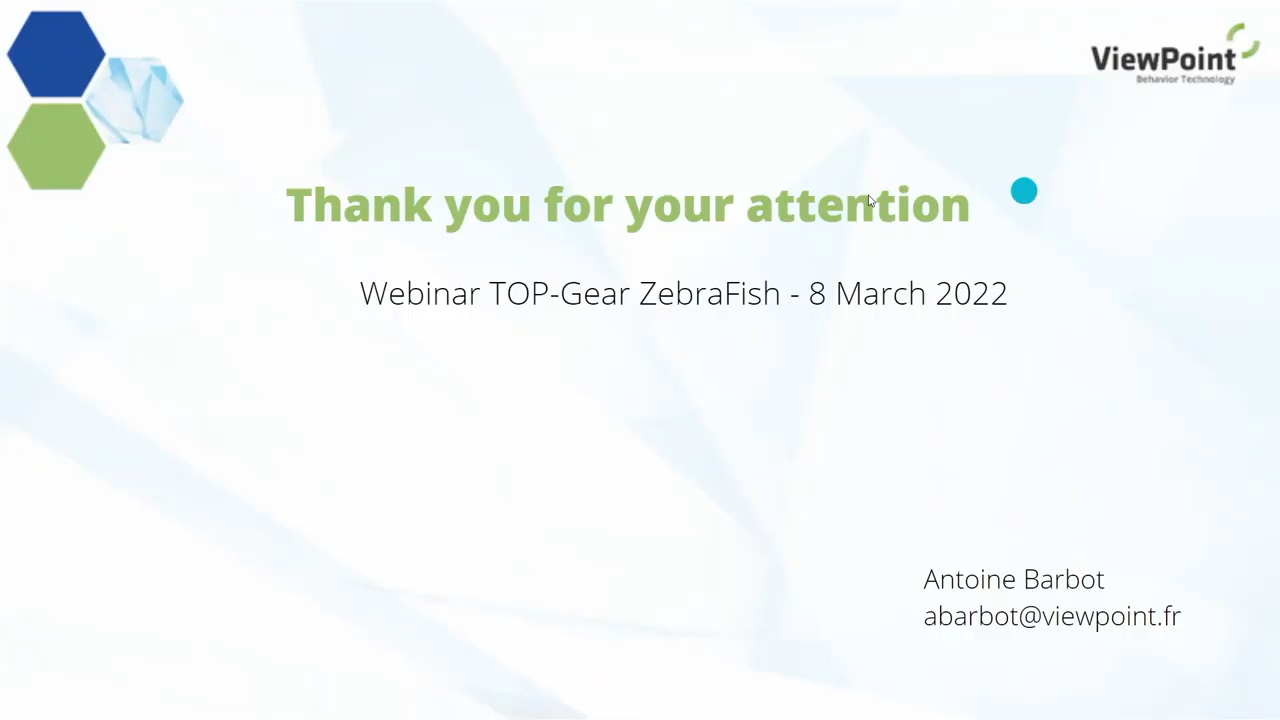 ViewPoint
Behavior Technology
Thank you for your attention
Webinar TOP-Gear ZebraFish - 8 March 2022
Antoine Barbot
abarbot@viewpoint.fr